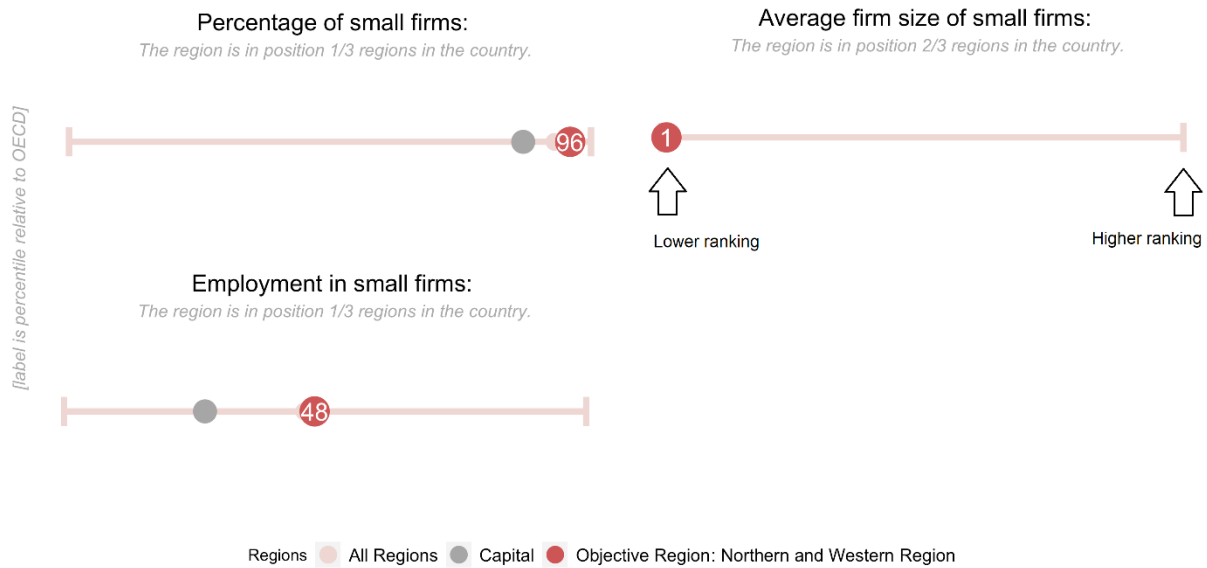 Percentage of small firms:
The region is in position 1/3 regions in the country.
Average firm size of small firms:
The region is in position 2/3 regions in the country.
[label is percentile relative to OECD]
96
1
Lower ranking
Higher ranking
Employment in small firms:
The region is in position 1/3 regions in the country.
48
Regions All Regions Capital Objective Region: Northern and Western Region